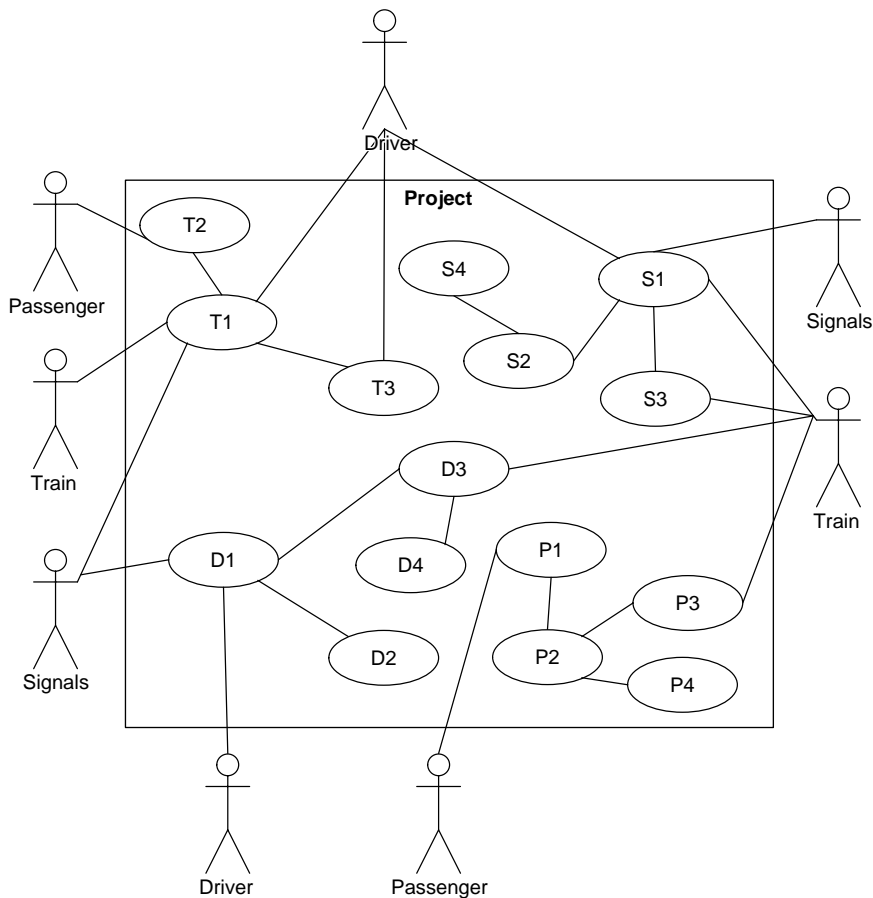 Driver
Project
T2
S4
S1
Passenger
T1
Signals
S2
T3
S3
D3
Train
Train
D1
D4
P1
P3
D2
P2
Signals
P4
Driver
Passenger